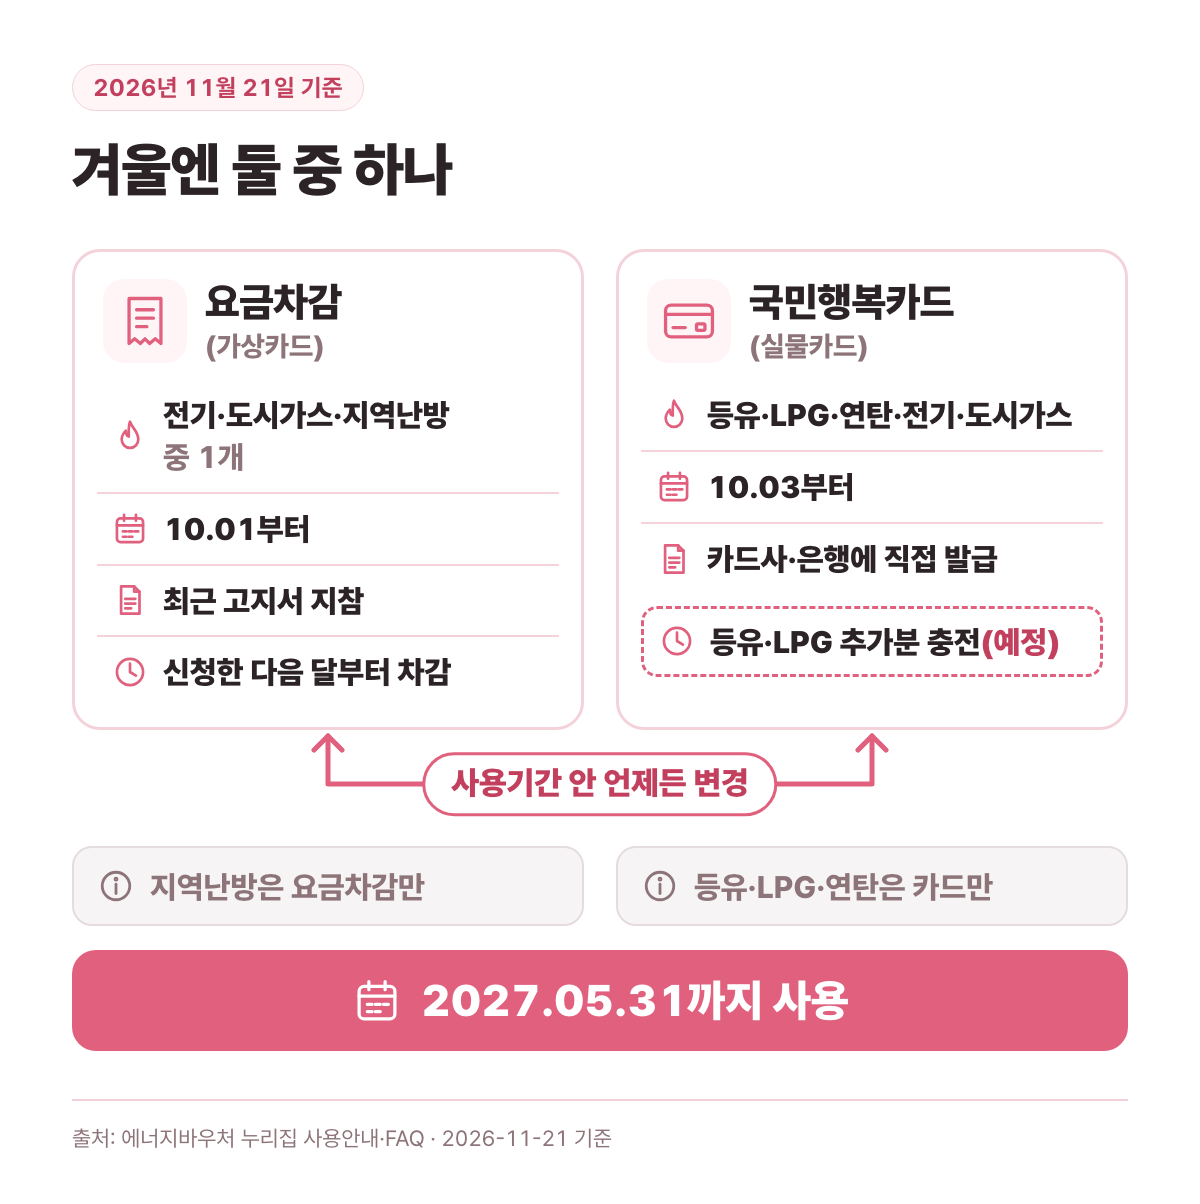 2026년 11월 21일 기준
겨울엔 둘 중 하나
요금차감
(가상카드)
전기·도시가스·지역난방
중 1개
10.01부터
최근 고지서 지참
신청한 다음 달부터 차감
국민행복카드
(실물카드)
등유·LPG·연탄·전기·도시가스
10.03부터
카드사·은행에 직접 발급
등유·LPG 추가분 충전(예정)
사용기간 안 언제든 변경
지역난방은 요금차감만
등유·LPG·연탄은 카드만
2027.05.31까지 사용
출처: 에너지바우처 누리집 사용안내·FAQ · 2026-11-21 기준